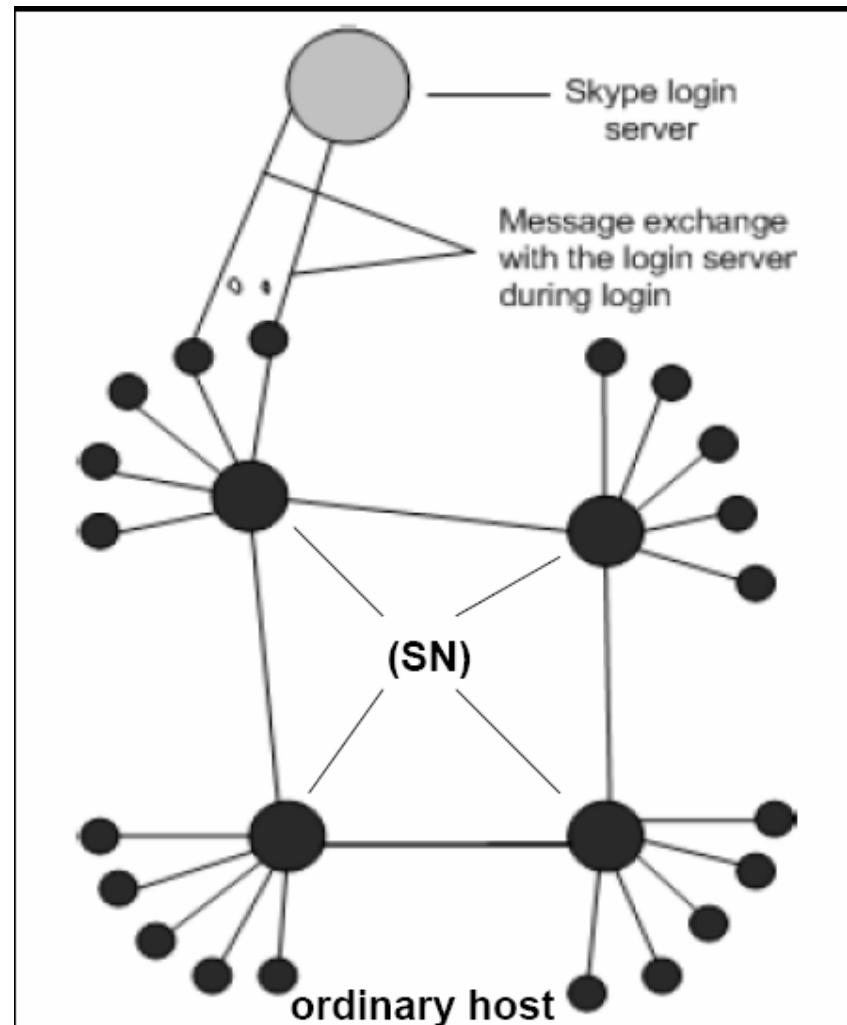 Skype login
server
Message exchange
with the login server
during login
(SN)
ordinary host